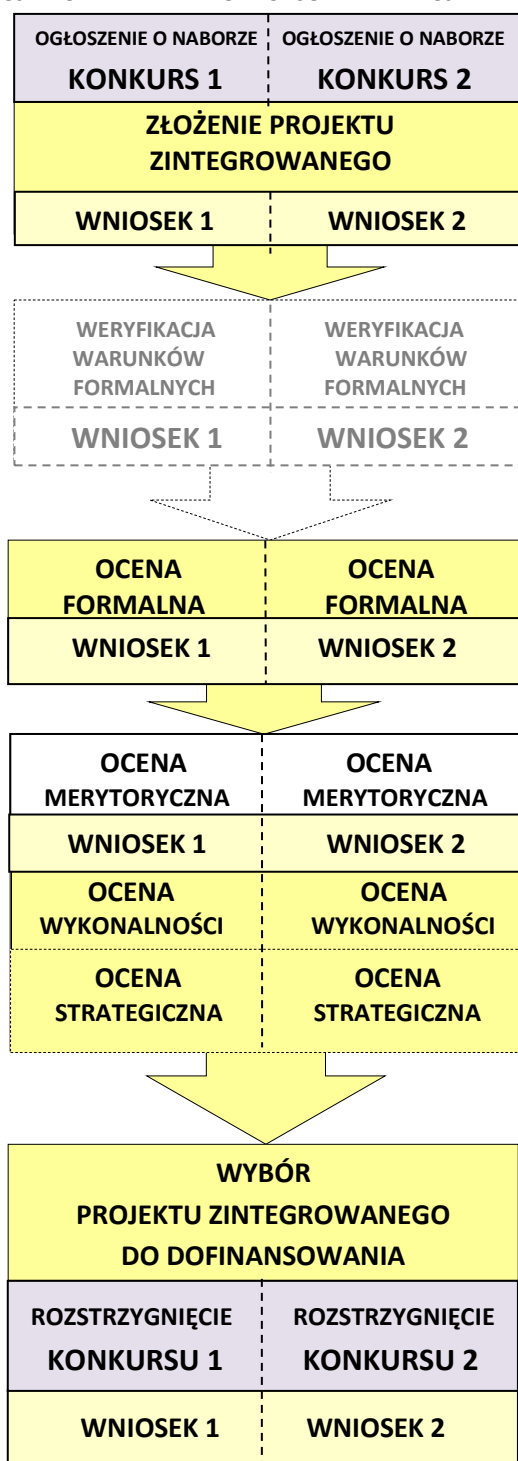 OGŁOSZENIE O NABORZE OGŁOSZENIE O NABORZE
KONKURS 1 KONKURS 2
ZŁOŻENIE PROJEKTU
ZINTEGROWANEGO
WNIOSEK 1 WNIOSEK 2
WERYFIKACJA WERYFIKACJA
WARUNKÓW WARUNKÓW
FORMALNYCH FORMALNYCH
WNIOSEK 1 WNIOSEK 2
OCENA OCENA
FORMALNA FORMALNA
WNIOSEK 1 WNIOSEK 2
OCENA OCENA
MERYTORYCZNA MERYTORYCZNA
WNIOSEK 1 WNIOSEK 2
OCENA OCENA
WYKONALNOŚCI WYKONALNOŚCI
OCENA OCENA
STRATEGICZNA STRATEGICZNA
WYBÓR
PROJEKTU ZINTEGROWANEGO
DO DOFINANSOWANIA
ROZSTRZYGNIĘCIE ROZSTRZYGNIĘCIE
KONKURSU 1 KONKURSU 2
WNIOSEK 1 WNIOSEK 2